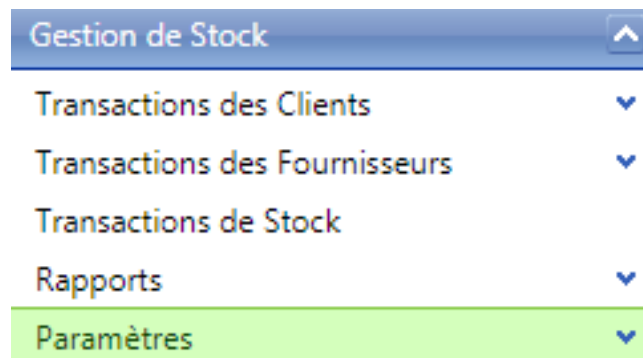 Gestion de Stock
Transactions des Clients
Transactions des Fournisseurs
Transactions de Stock
Rapports
Paramètres